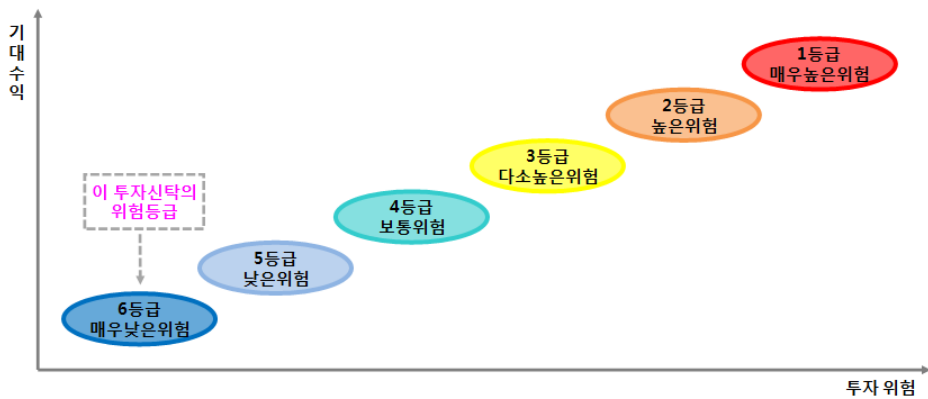 기대수익
1등급
매우높은위험
2등급
높은위험
3등급
다소높은위험
이 투자신탁의
위험등급
4등급
보통위험
5등급
낮은위험
6등급
매우낮은위험
투자 위험